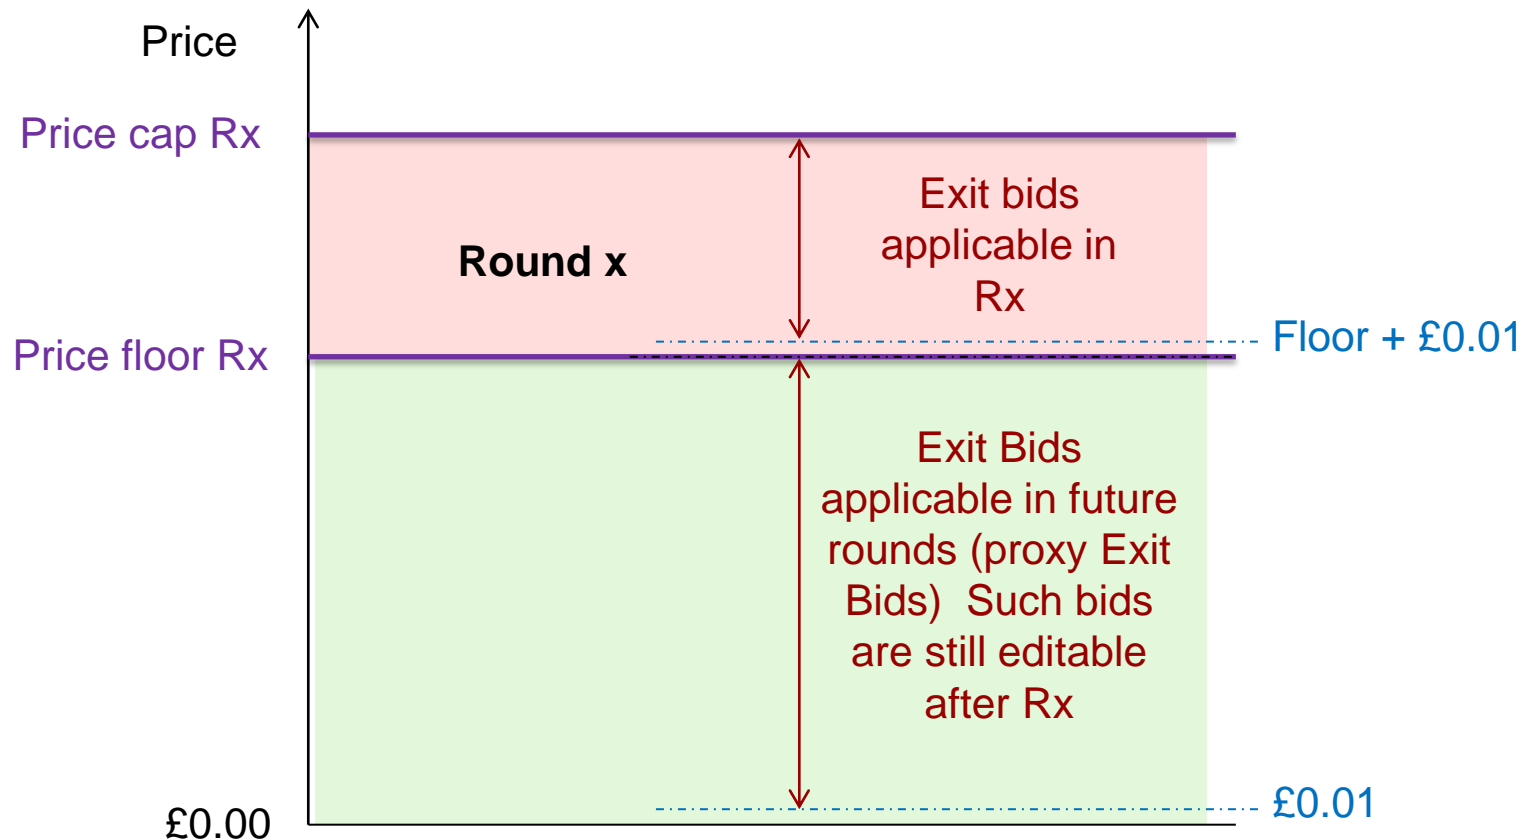 Price
Price cap Rx
Exit bids
applicable in
Rx
Round x
Floor + £0.01
Price floor Rx
Exit Bids
applicable in future
rounds (proxy Exit
Bids)  Such bids
are still editable
after Rx
£0.01
£0.00